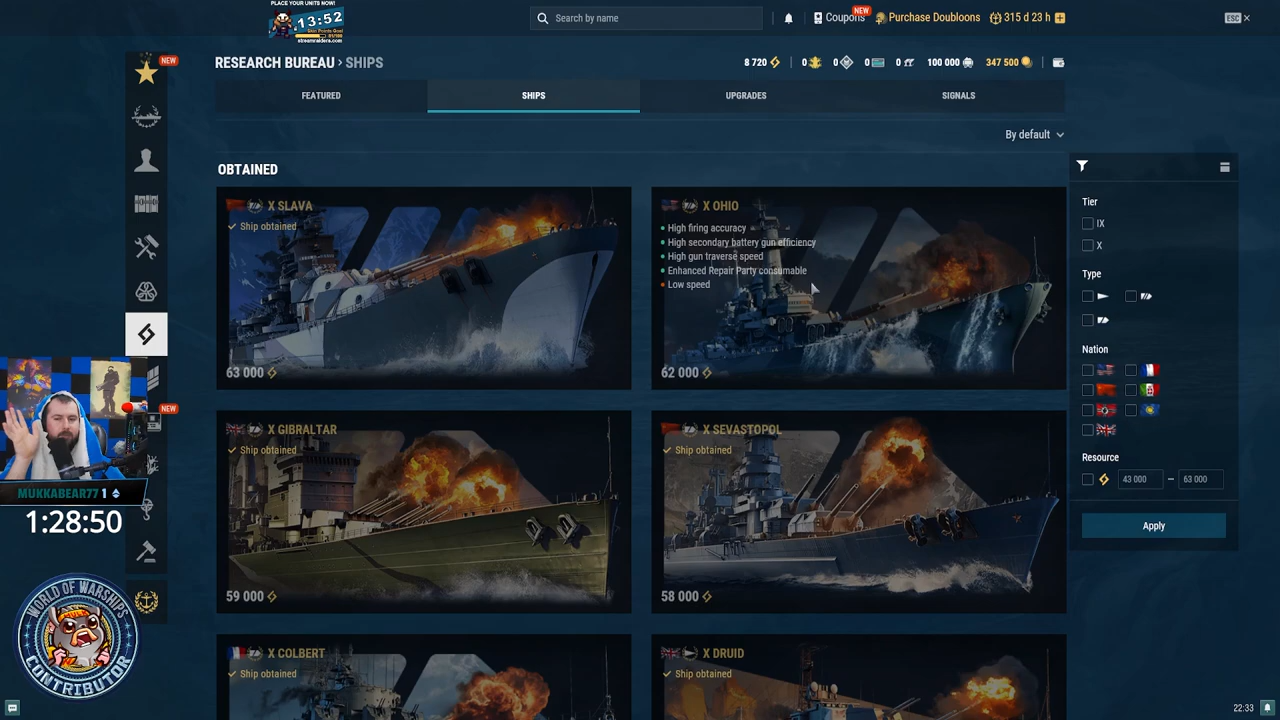 PLACE YOUR UNITS NOW!
13:52
streamraiders.com
Search by name
Coupons
NEW
Purchase Doubloons
315 d 23 h
ESC
RESEARCH BUREAU › SHIPS
8 720
0
0
0
0
100 000
347 500
NEW
FEATURED
SHIPS
UPGRADES
SIGNALS
By default
OBTAINED
X SLAVA
Ship obtained
63 000
X OHIO
High firing accuracy
High secondary battery gun efficiency
High gun traverse speed
Enhanced Repair Party consumable
Low speed
62 000
X GIBRALTAR
Ship obtained
59 000
X SEVASTOPOL
Ship obtained
58 000
X COLBERT
Ship obtained
X DRUID
Ship obtained
Tier
IX
X
Type
Nation
Resource
43 000 – 63 000
Apply
NEW
MUKKABEAR77 1
1:28:50
WORLD OF WARSHIPS
CONTRIBUTOR
22:33